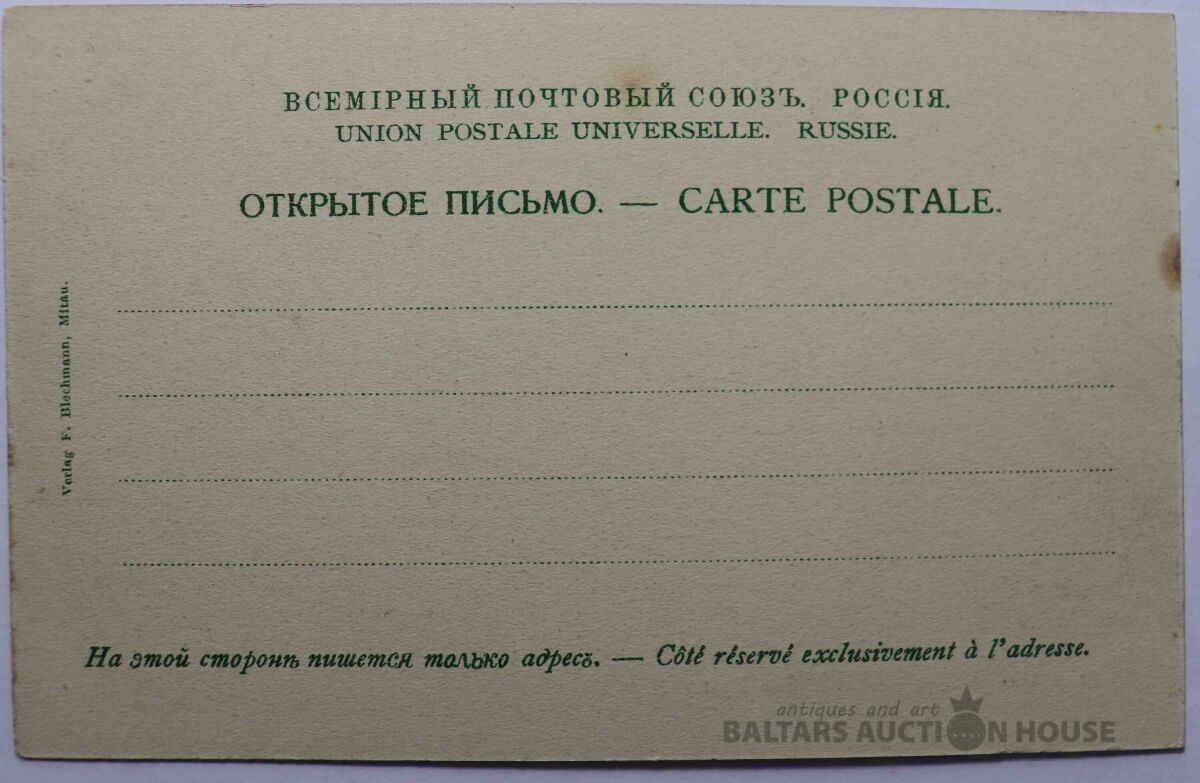 ВСЕМІРНЫЙ ПОЧТОВЫЙ СОЮЗЪ. РОССІЯ.
UNION POSTALE UNIVERSELLE. RUSSIE.
ОТКРЫТОЕ ПИСЬМО. — CARTE POSTALE.
Verlag F. Blechmann, Mitau.
На этой сторонѣ пишется только адресъ. — Côté réservé exclusivement à l'adresse.
antiques and art
BALTARS AUCTION HOUSE